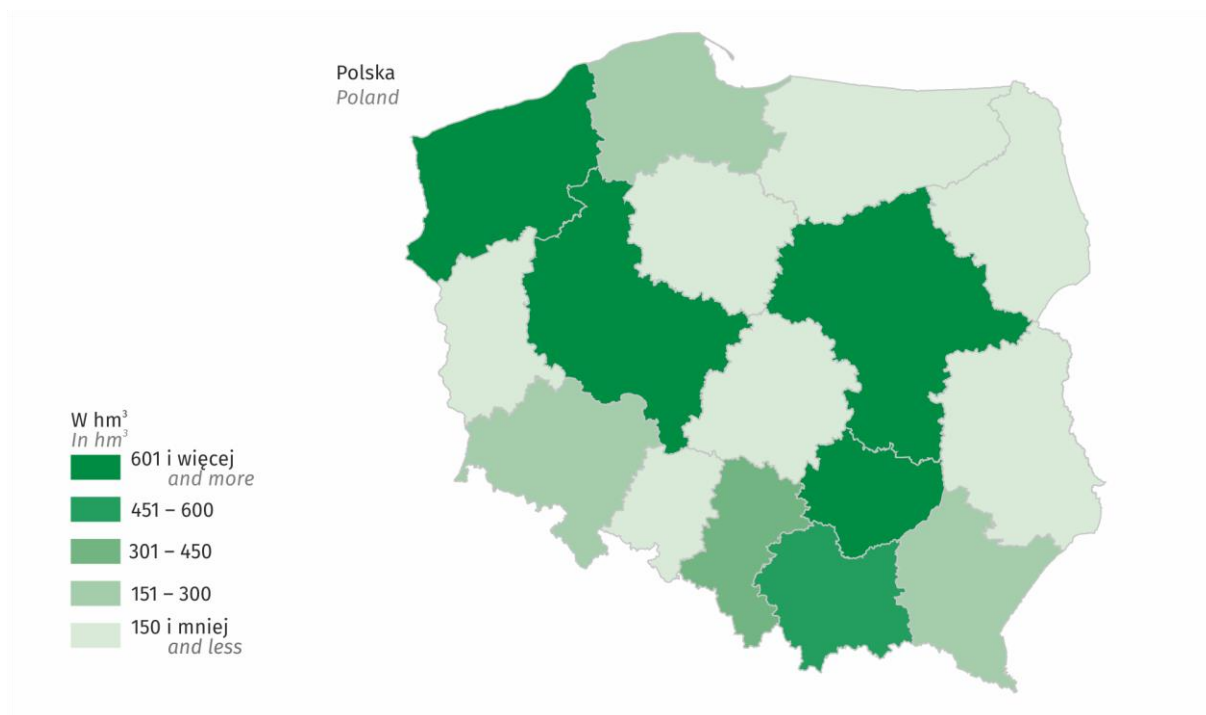 Polska
Poland
W hm³
In hm³
601 i więcej
and more
451 – 600
301 – 450
151 – 300
150 i mniej
and less